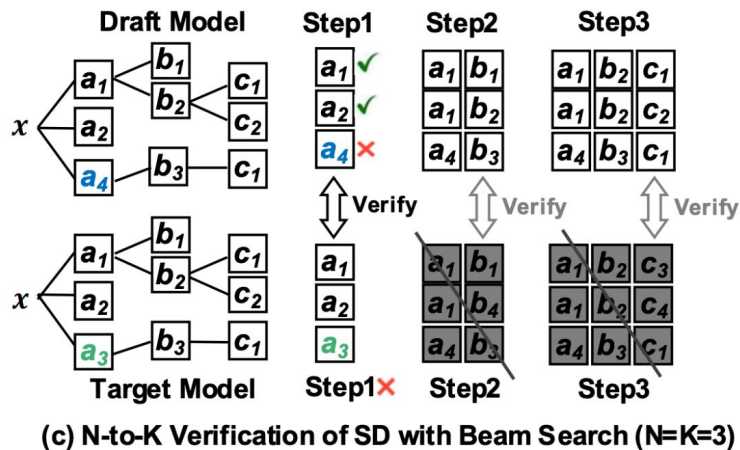 Draft Model Step1 Step2 Step3
x a₁ b₁ b₂ c₁ c₂
a₂
a₄ b₃ c₁
a₁ ✓ a₁ b₁ a₁ b₂ c₁
a₂ ✓ a₁ b₂ a₁ b₂ c₂
a₄ ✗ a₄ b₃ a₄ b₃ c₁
Verify Verify Verify
x a₁ b₁ b₂ c₁ c₂
a₂
a₃ b₃ c₁
a₁ a₁ b₁ a₁ b₂ c₃
a₂ a₁ b₄ a₁ b₂ c₄
a₃ a₄ b₃ a₄ b₃ c₁
Target Model Step1✗ Step2 Step3
(c) N-to-K Verification of SD with Beam Search (N=K=3)